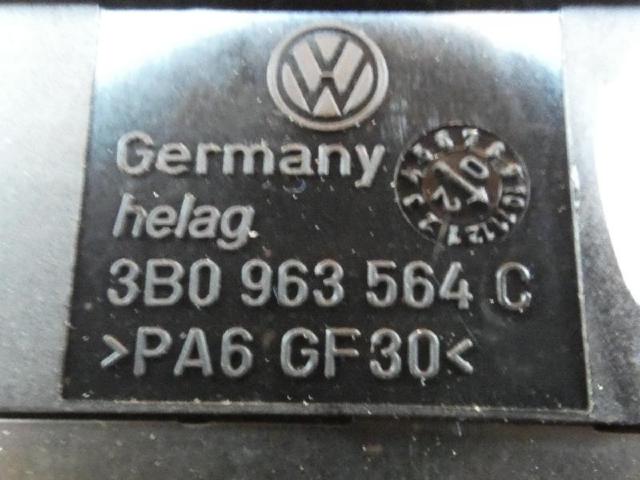 Germany
helag
3B0 963 564 C
>PA6 GF30<